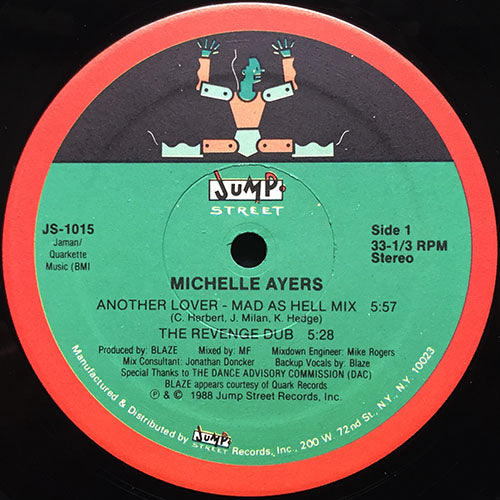 JUMP.
STREET
JS-1015
Jaman/
Quarkette
Music (BMI
Side 1
33-1/3 RPM
Stereo
MICHELLE AYERS
ANOTHER LOVER - MAD AS HELL MIX 5:57
(C. Herbert, J. Milan, K. Hedge)
THE REVENGE DUB 5:28
Produced by: BLAZE Mixed by: MF Mixdown Engineer: Mike Rogers
Mix Consultant: Jonathan Doncker Backup Vocals by: Blaze
Special Thanks to THE DANCE ADVISORY COMMISSION (DAC)
BLAZE appears courtesy of Quark Records
℗ & © 1988 Jump Street Records, Inc.
Manufactured & Distributed by JUMP STREET Records, Inc., 200 W. 72nd St., N.Y., N.Y. 10023